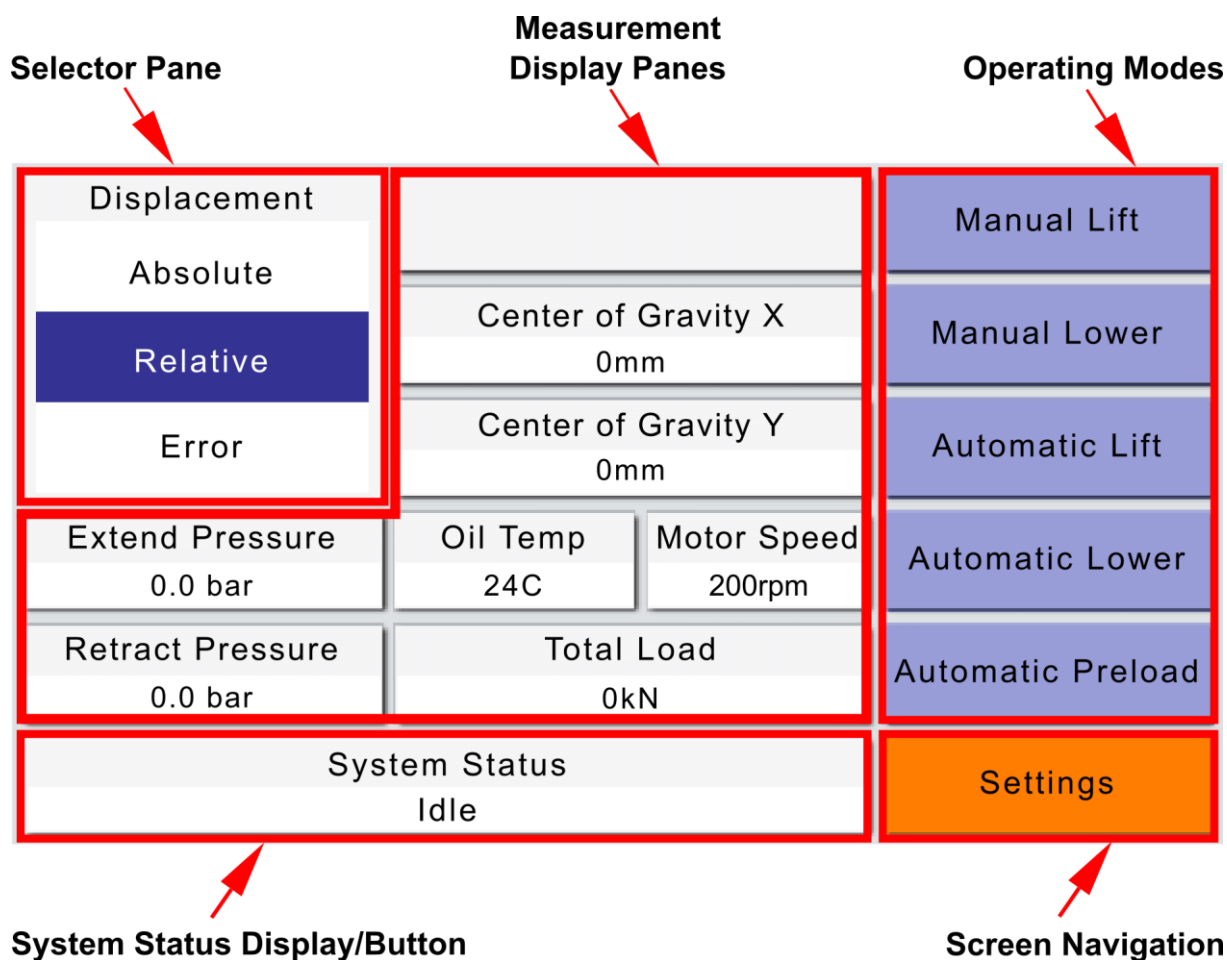 Measurement
Display Panes
Selector Pane
Operating Modes
Displacement
Absolute
Relative
Error
Center of Gravity X
0mm
Center of Gravity Y
0mm
Extend Pressure
0.0 bar
Oil Temp
24C
Motor Speed
200rpm
Retract Pressure
0.0 bar
Total Load
0kN
Manual Lift
Manual Lower
Automatic Lift
Automatic Lower
Automatic Preload
System Status
Idle
Settings
System Status Display/Button
Screen Navigation